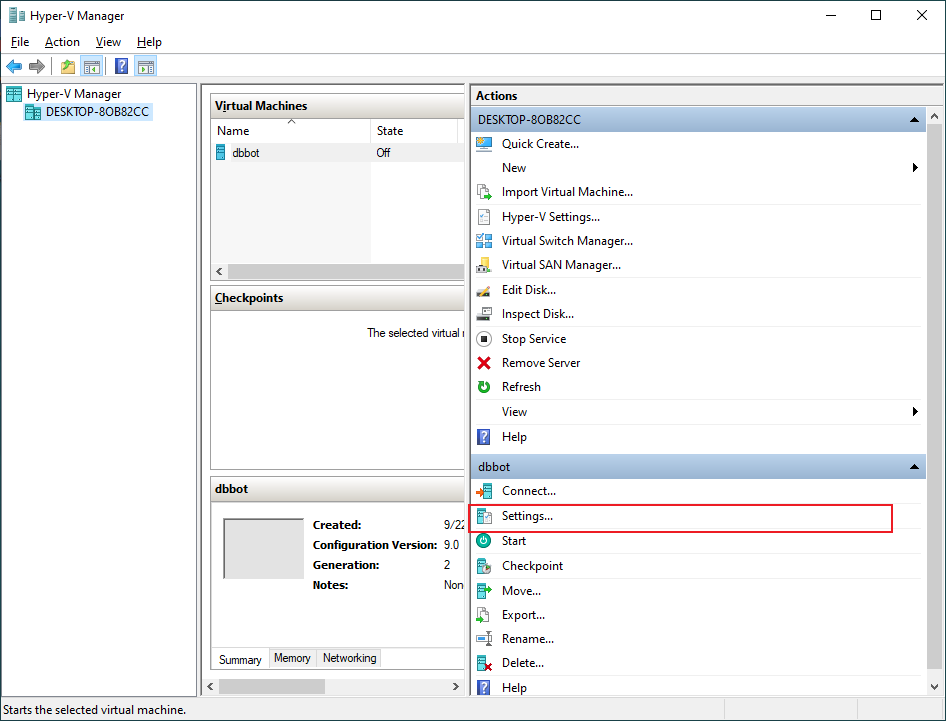 Hyper-V Manager
File Action View Help
Hyper-V Manager
DESKTOP-8OB82CC
Virtual Machines
Name State
dbbot Off
Checkpoints
The selected virtual
dbbot
Created: 9/22
Configuration Version: 9.0
Generation: 2
Notes: Non
Summary Memory Networking
Actions
DESKTOP-8OB82CC
Quick Create...
New
Import Virtual Machine...
Hyper-V Settings...
Virtual Switch Manager...
Virtual SAN Manager...
Edit Disk...
Inspect Disk...
Stop Service
Remove Server
Refresh
View
Help
dbbot
Connect...
Settings...
Start
Checkpoint
Move...
Export...
Rename...
Delete...
Help
Starts the selected virtual machine.